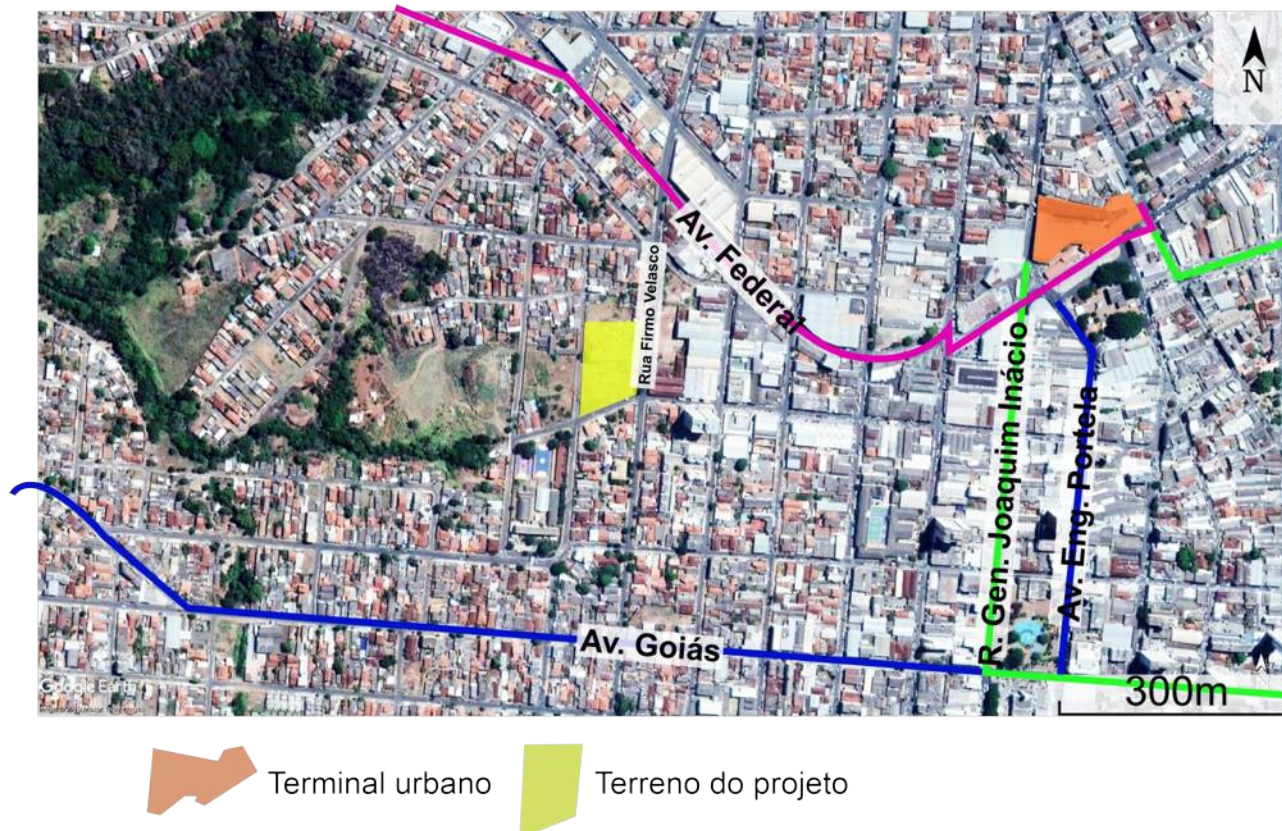 N
Av. Federal
Rua Firmo Velasco
R. Gen. Joaquim Inácio
Av. Eng. Portela
Av. Goiás
300m
Google Earth
Terminal urbano
Terreno do projeto